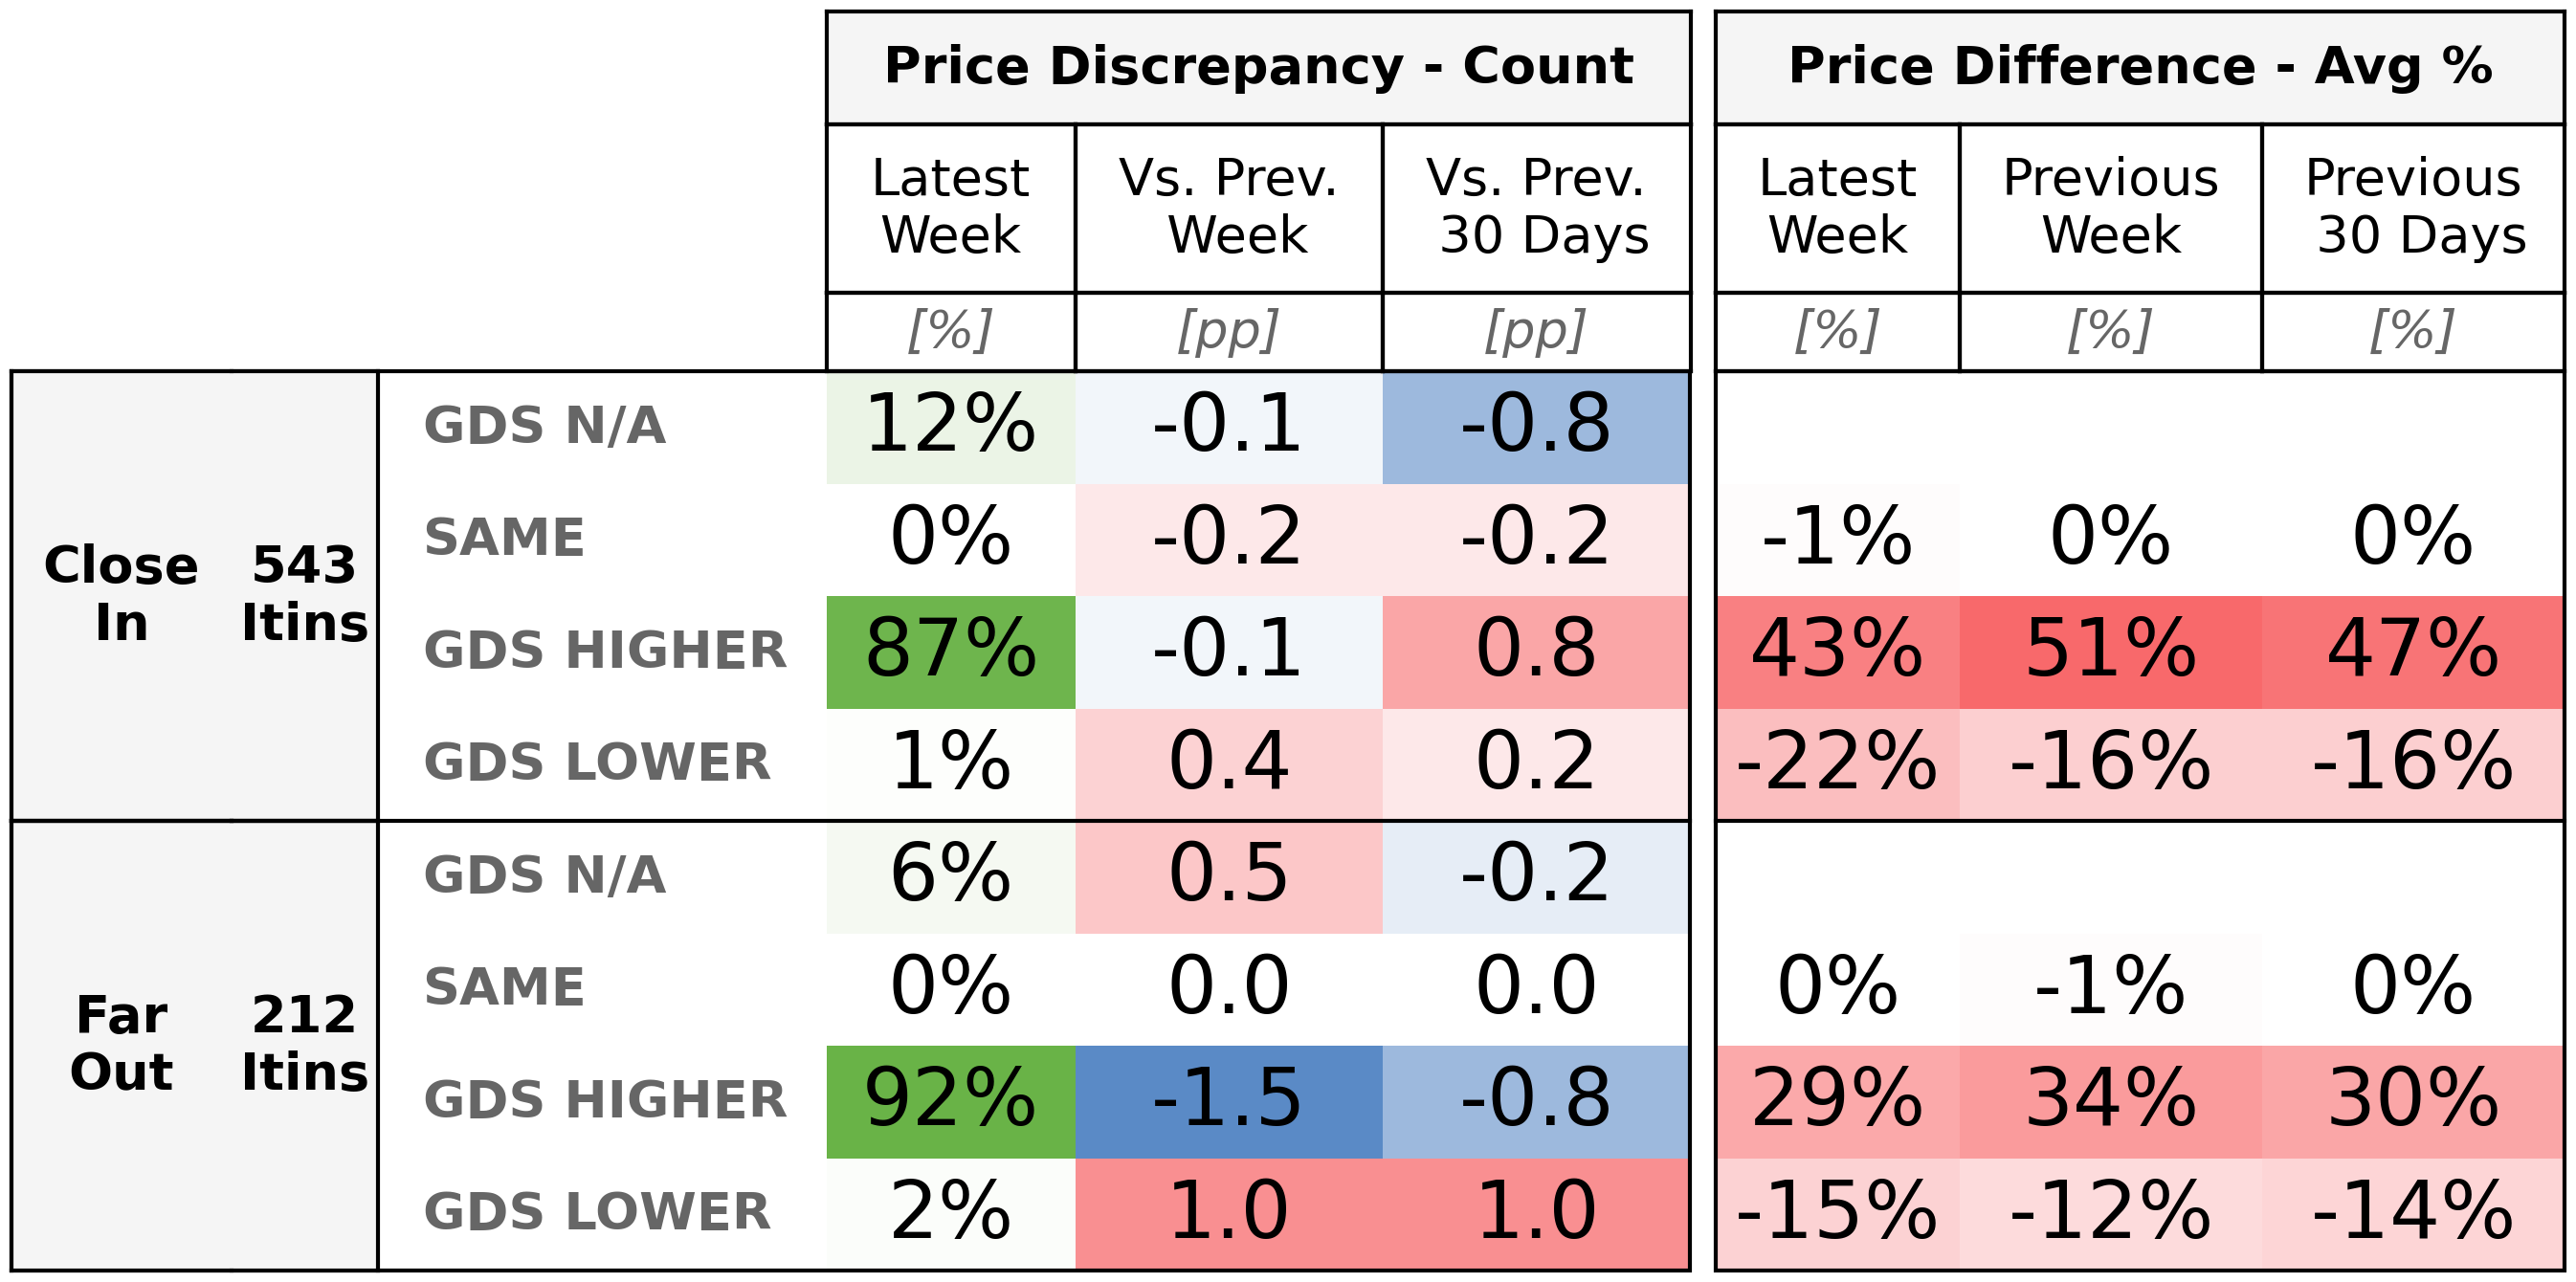 Price Discrepancy - Count Price Difference - Avg %
Latest Week Vs. Prev. Week Vs. Prev. 30 Days Latest Week Previous Week Previous 30 Days
[%] [pp] [pp] [%] [%] [%]
Close In 543 Itins
GDS N/A 12% -0.1 -0.8
SAME 0% -0.2 -0.2 -1% 0% 0%
GDS HIGHER 87% -0.1 0.8 43% 51% 47%
GDS LOWER 1% 0.4 0.2 -22% -16% -16%
Far Out 212 Itins
GDS N/A 6% 0.5 -0.2
SAME 0% 0.0 0.0 0% -1% 0%
GDS HIGHER 92% -1.5 -0.8 29% 34% 30%
GDS LOWER 2% 1.0 1.0 -15% -12% -14%